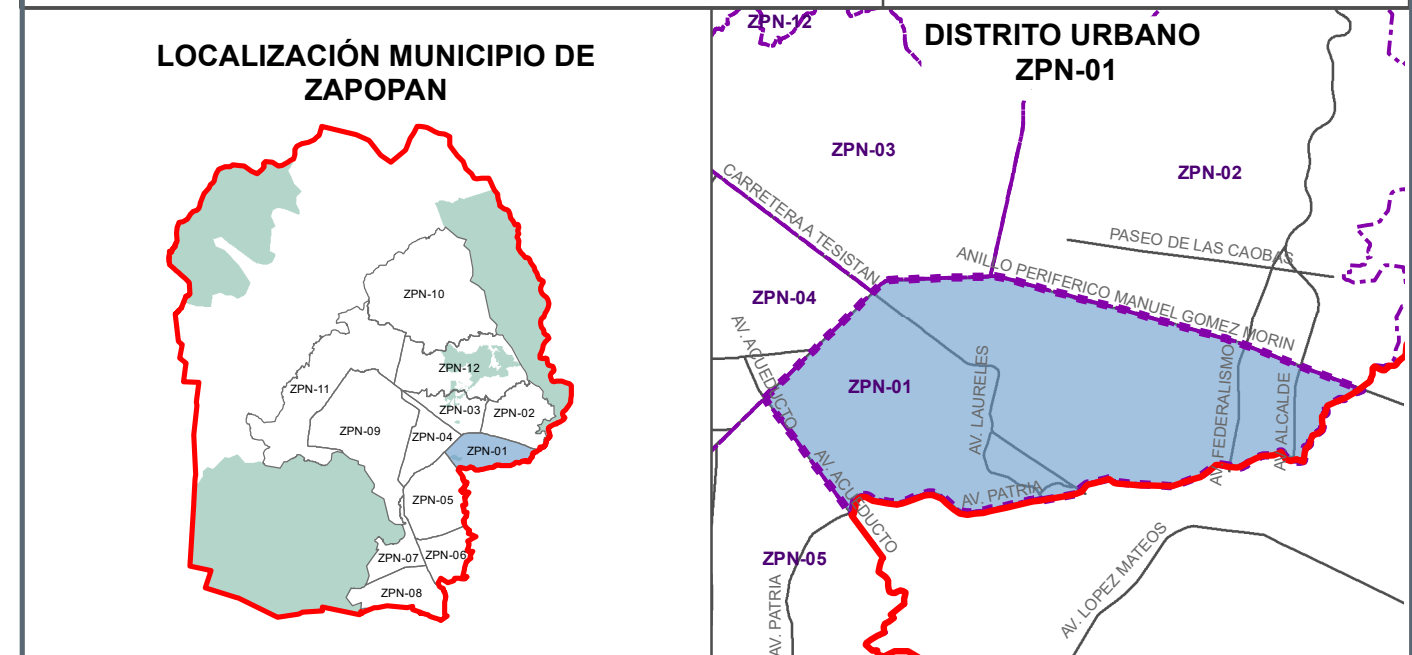 LOCALIZACIÓN MUNICIPIO DE
ZAPOPAN
ZPN-10
ZPN-12
ZPN-11
ZPN-03
ZPN-02
ZPN-09
ZPN-04
ZPN-01
ZPN-05
ZPN-07
ZPN-06
ZPN-08
ZPN-12
DISTRITO URBANO
ZPN-01
ZPN-03
ZPN-02
CARRETERA A TESISTAN
PASEO DE LAS CAOBAS
ANILLO PERIFERICO MANUEL GOMEZ MORIN
ZPN-04
AV. ACUEDUCTO
ZPN-01
AV. LAURELES
AV. FEDERALISMO
AV. ALCALDE
AV. ACUEDUCTO
AV. PATRIA
ZPN-05
AV. PATRIA
AV. LOPEZ MATEOS